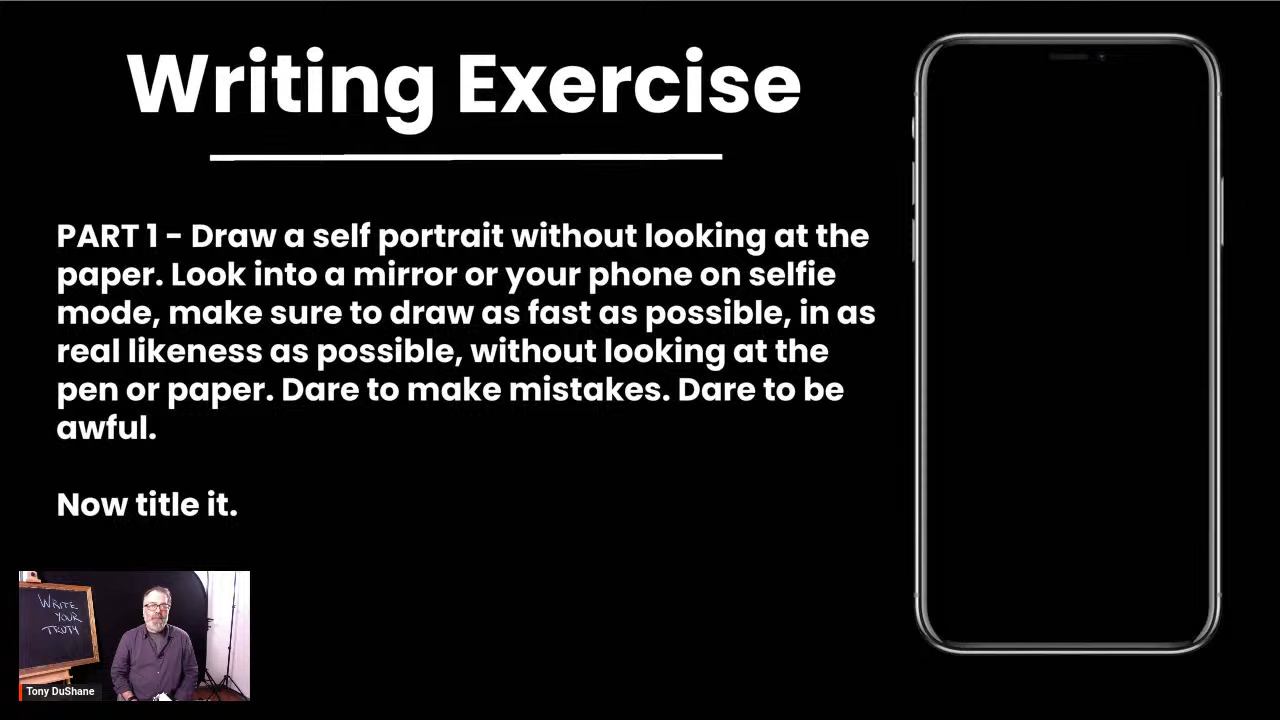 Writing Exercise
PART 1 - Draw a self portrait without looking at the
paper. Look into a mirror or your phone on selfie
mode, make sure to draw as fast as possible, in as
real likeness as possible, without looking at the
pen or paper. Dare to make mistakes. Dare to be
awful.
Now title it.
WRITE
YOUR
TRUTH
Tony DuShane